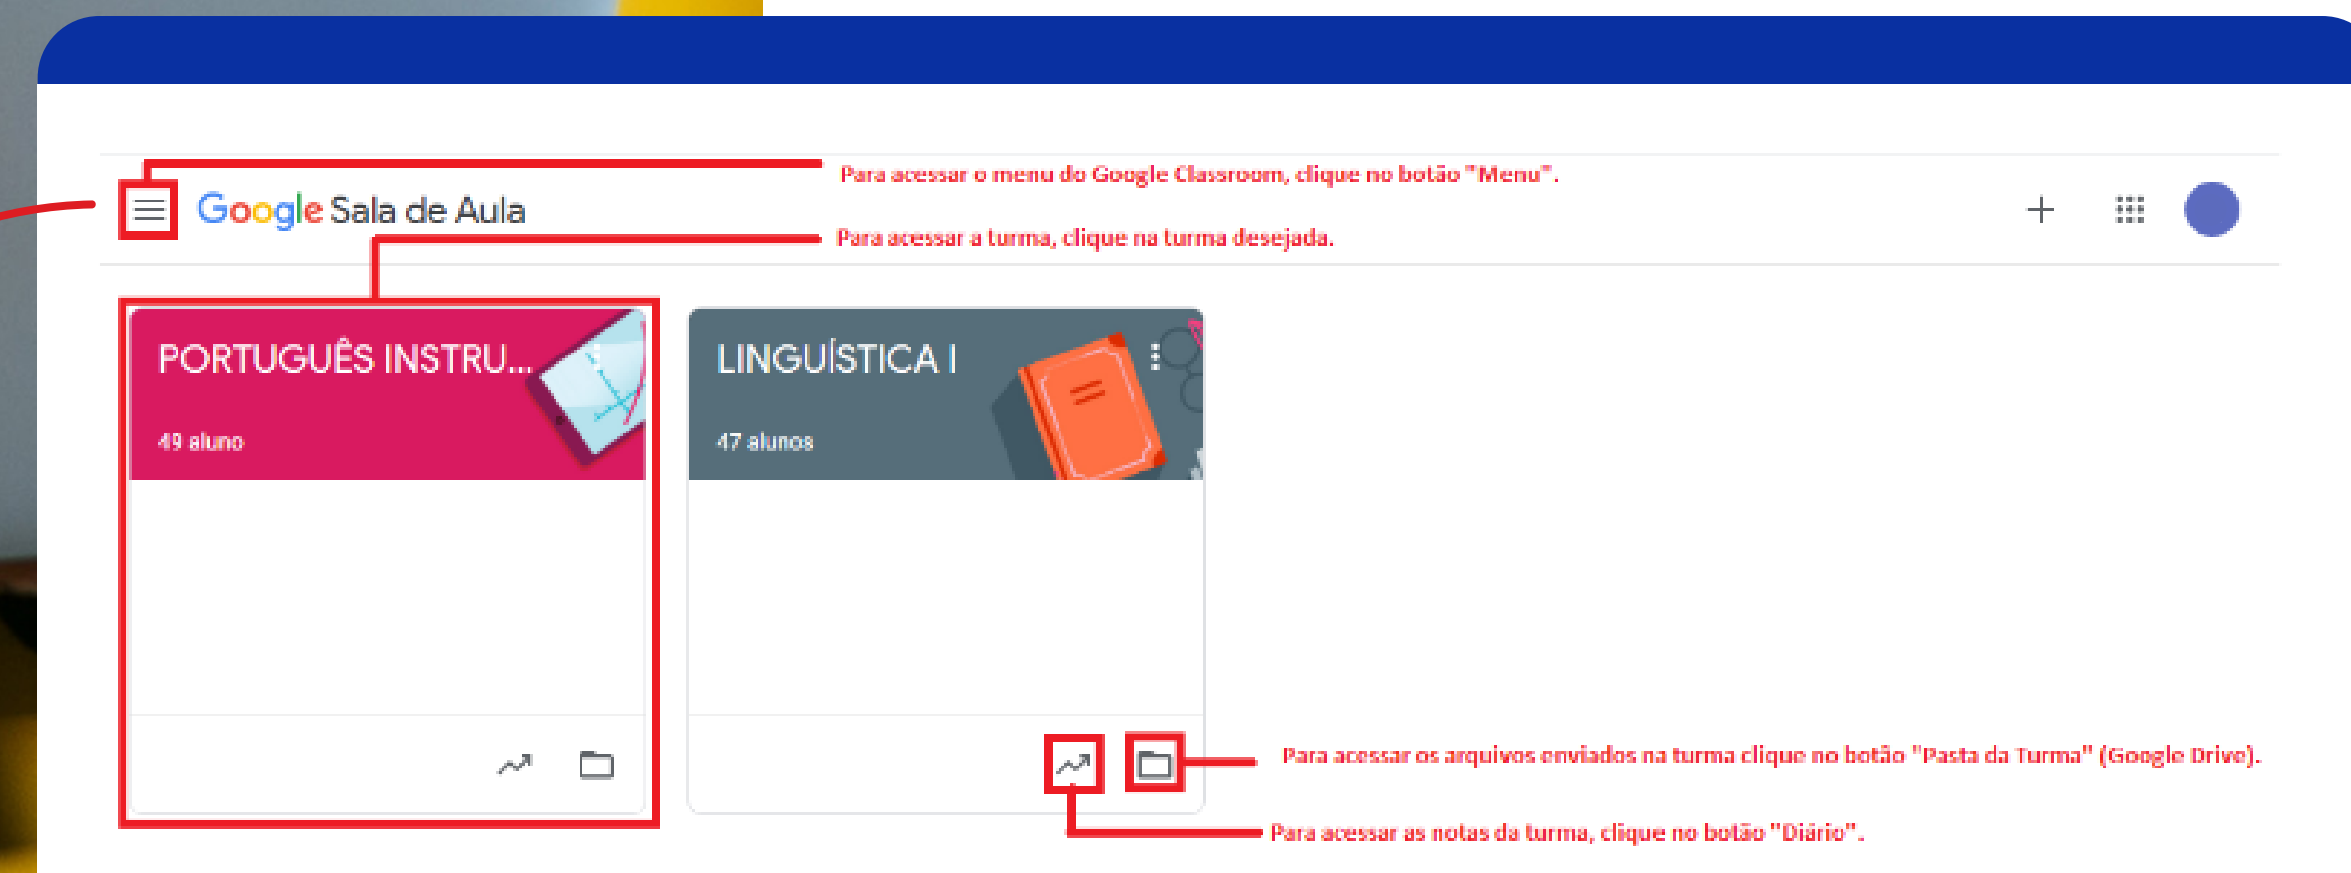 Para acessar o menu do Google Classroom, clique no botão "Menu".
Google Sala de Aula
Para acessar a turma, clique na turma desejada.
PORTUGUÊS INSTRU...
49 aluno
LINGUÍSTICA I
47 alunos
Para acessar os arquivos enviados na turma clique no botão "Pasta da Turma" (Google Drive).
Para acessar as notas da turma, clique no botão "Diário".